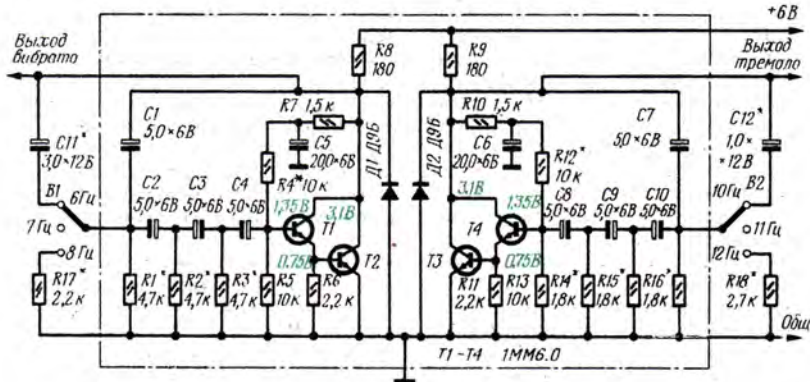 +6В
Выход
вибрато
Выход
тремоло
R8
180
R9
180
R7 1,5к
R10 1,5к
C1
5,0×6В
C5
20,0×6В
Д1 Д9Б
Д2 Д9Б
C6
20,0×6В
C7
5,0×6В
C11*
3,0×12В
C12*
1,0×
×12В
R4* 10к
R12*
10к
B1
6Гц
7Гц
8Гц
C2
5,0×6В
C3
5,0×6В
C4
5,0×6В
1,35В
3,1В
T1
T2
0,75В
3,1В
1,35В
T4
T3
0,75В
C8
5,0×6В
C9
5,0×6В
C10
5,0×6В
10Гц
B2
11Гц
12Гц
R17*
2,2к
R1*
4,7к
R2*
4,7к
R3*
4,7к
R5
10к
R6
2,2к
R11
2,2к
R13
10к
R14*
1,8к
R15*
1,8к
R16*
1,8к
R18*
2,7к
Общ
T1-T4 1ММ6.0